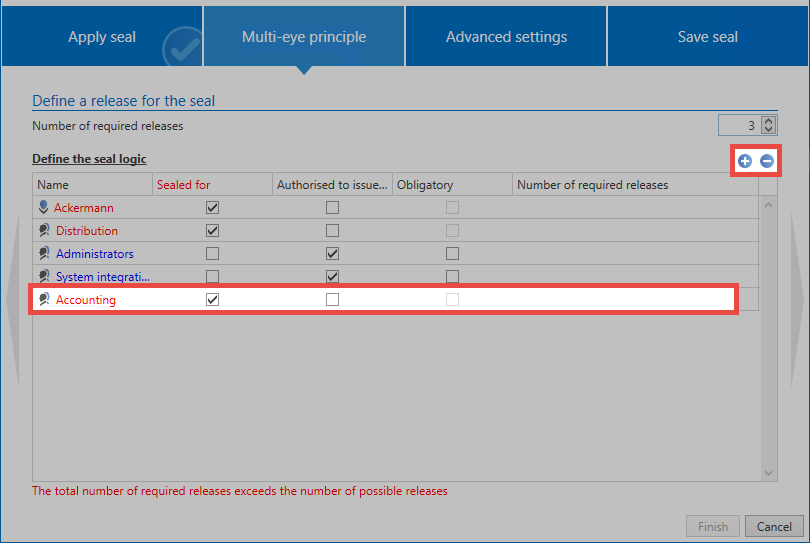 Apply seal Multi-eye principle Advanced settings Save seal
Define a release for the seal
Number of required releases 3
Define the seal logic
Name Sealed for Authorised to issue... Obligatory Number of required releases
Ackermann
Distribution
Administrators
System integrati...
Accounting
The total number of required releases exceeds the number of possible releases
Finish Cancel